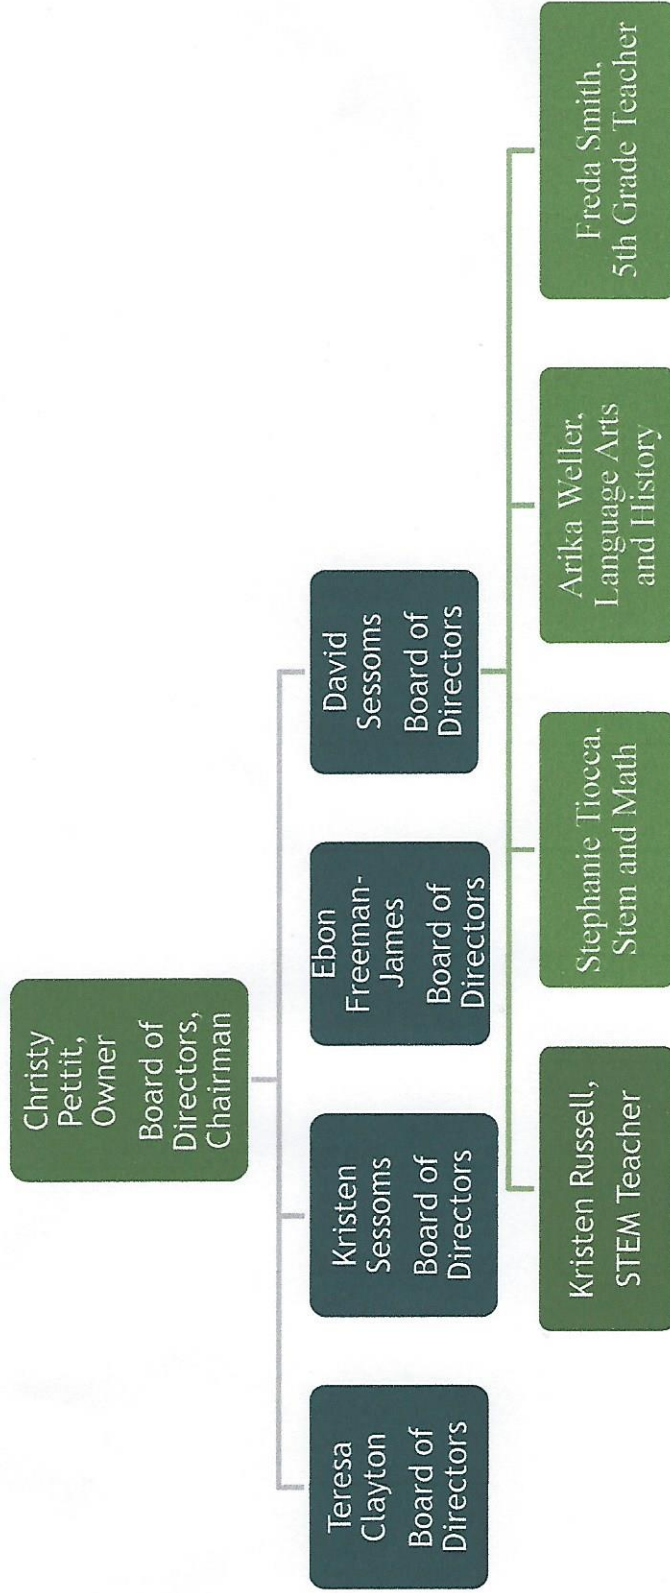 Christy
Pettit,
Owner
Board of
Directors,
Chairman
Teresa
Clayton
Board of
Directors
Kristen
Sessoms
Board of
Directors
Ebon
Freeman-
James
Board of
Directors
David
Sessoms
Board of
Directors
Kristen Russell,
STEM Teacher
Stephanie Tiocca,
Stem and Math
Arika Weller,
Language Arts
and History
Freda Smith,
5th Grade Teacher